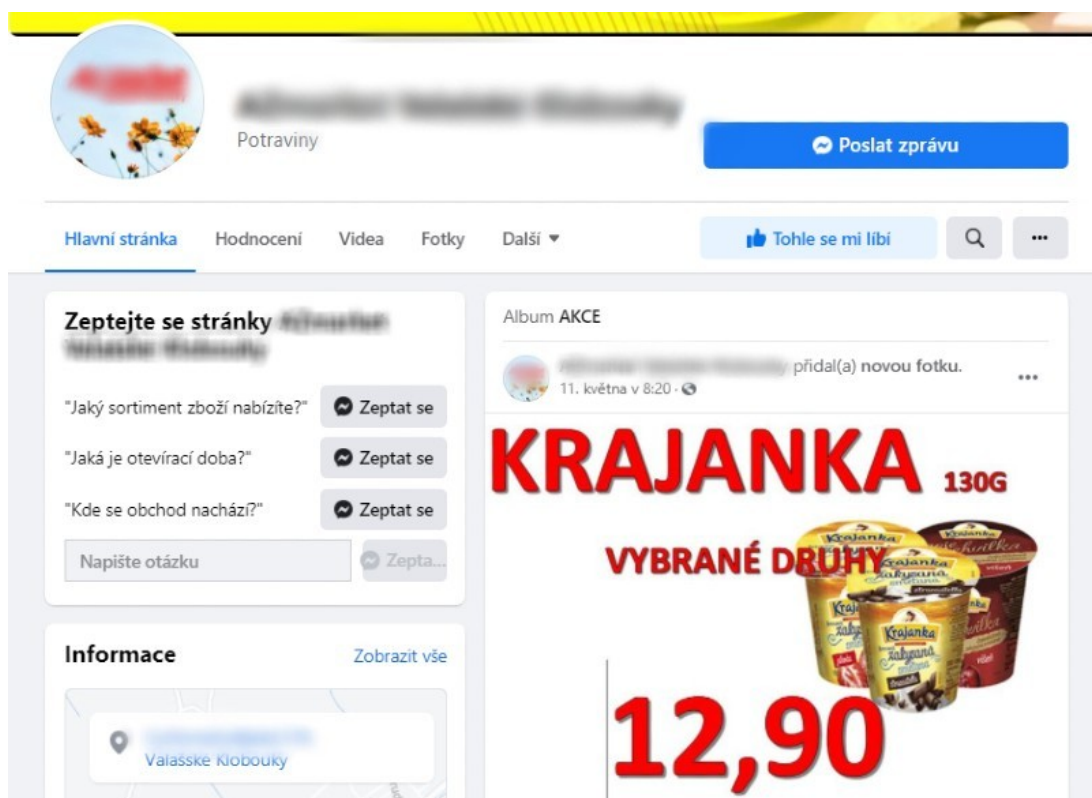 Potraviny
Poslat zprávu
Hlavní stránka
Hodnocení
Videa
Fotky
Další
Tohle se mi líbí
Zeptejte se stránky
"Jaký sortiment zboží nabízíte?"
Zeptat se
"Jaká je otevírací doba?"
Zeptat se
"Kde se obchod nachází?"
Zeptat se
Napište otázku
Zepta...
Informace
Zobrazit vše
Valašské Klobouky
Album AKCE
přidal(a) novou fotku.
11. května v 8:20
KRAJANKA 130G
VYBRANÉ DRUHY
Krajanka
Krajanka
zakysaná
12,90